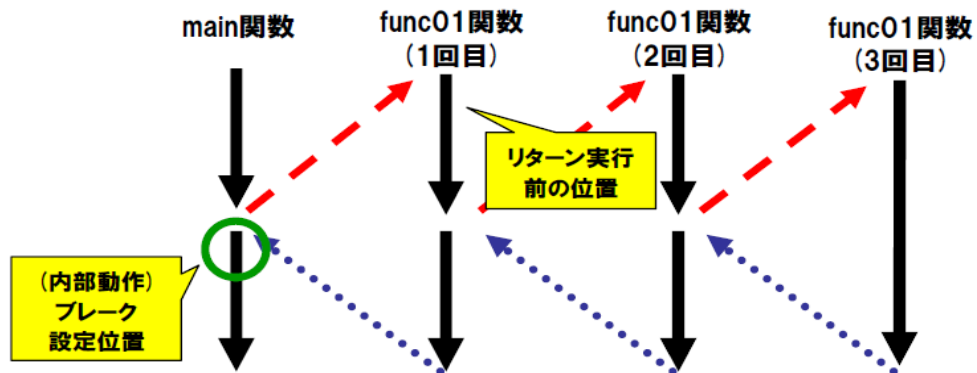 main関数
func01関数
(1回目)
func01関数
(2回目)
func01関数
(3回目)
リターン実行
前の位置
(内部動作)
ブレーク
設定位置